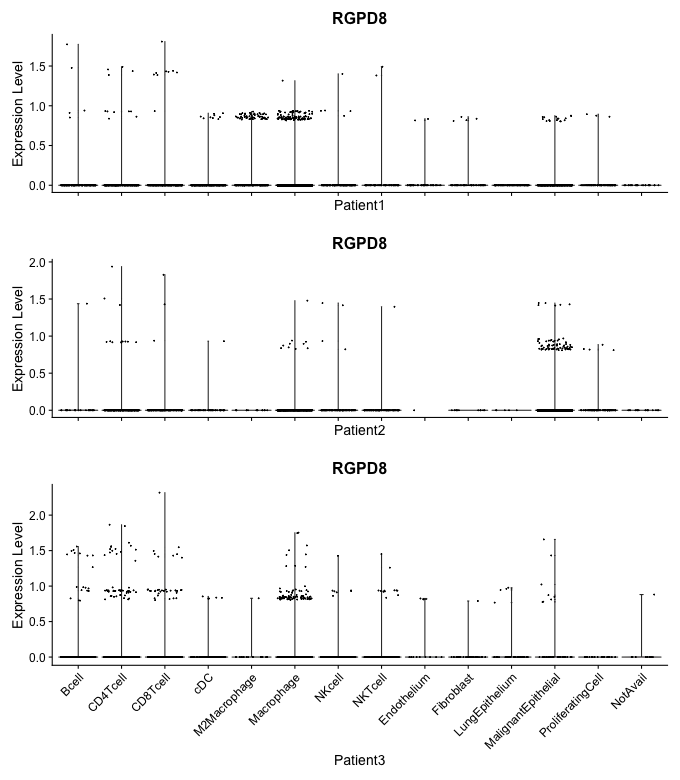 RGPD8
Expression Level
1.5
1.0
0.5
0.0
Patient1
RGPD8
Expression Level
2.0
1.5
1.0
0.5
0.0
Patient2
RGPD8
Expression Level
2.0
1.5
1.0
0.5
0.0
Bcell
CD4Tcell
CD8Tcell
cDC
M2Macrophage
Macrophage
NKcell
NKTcell
Endothelium
Fibroblast
LungEpithelium
MalignantEpithelial
ProliferatingCell
NotAvail
Patient3